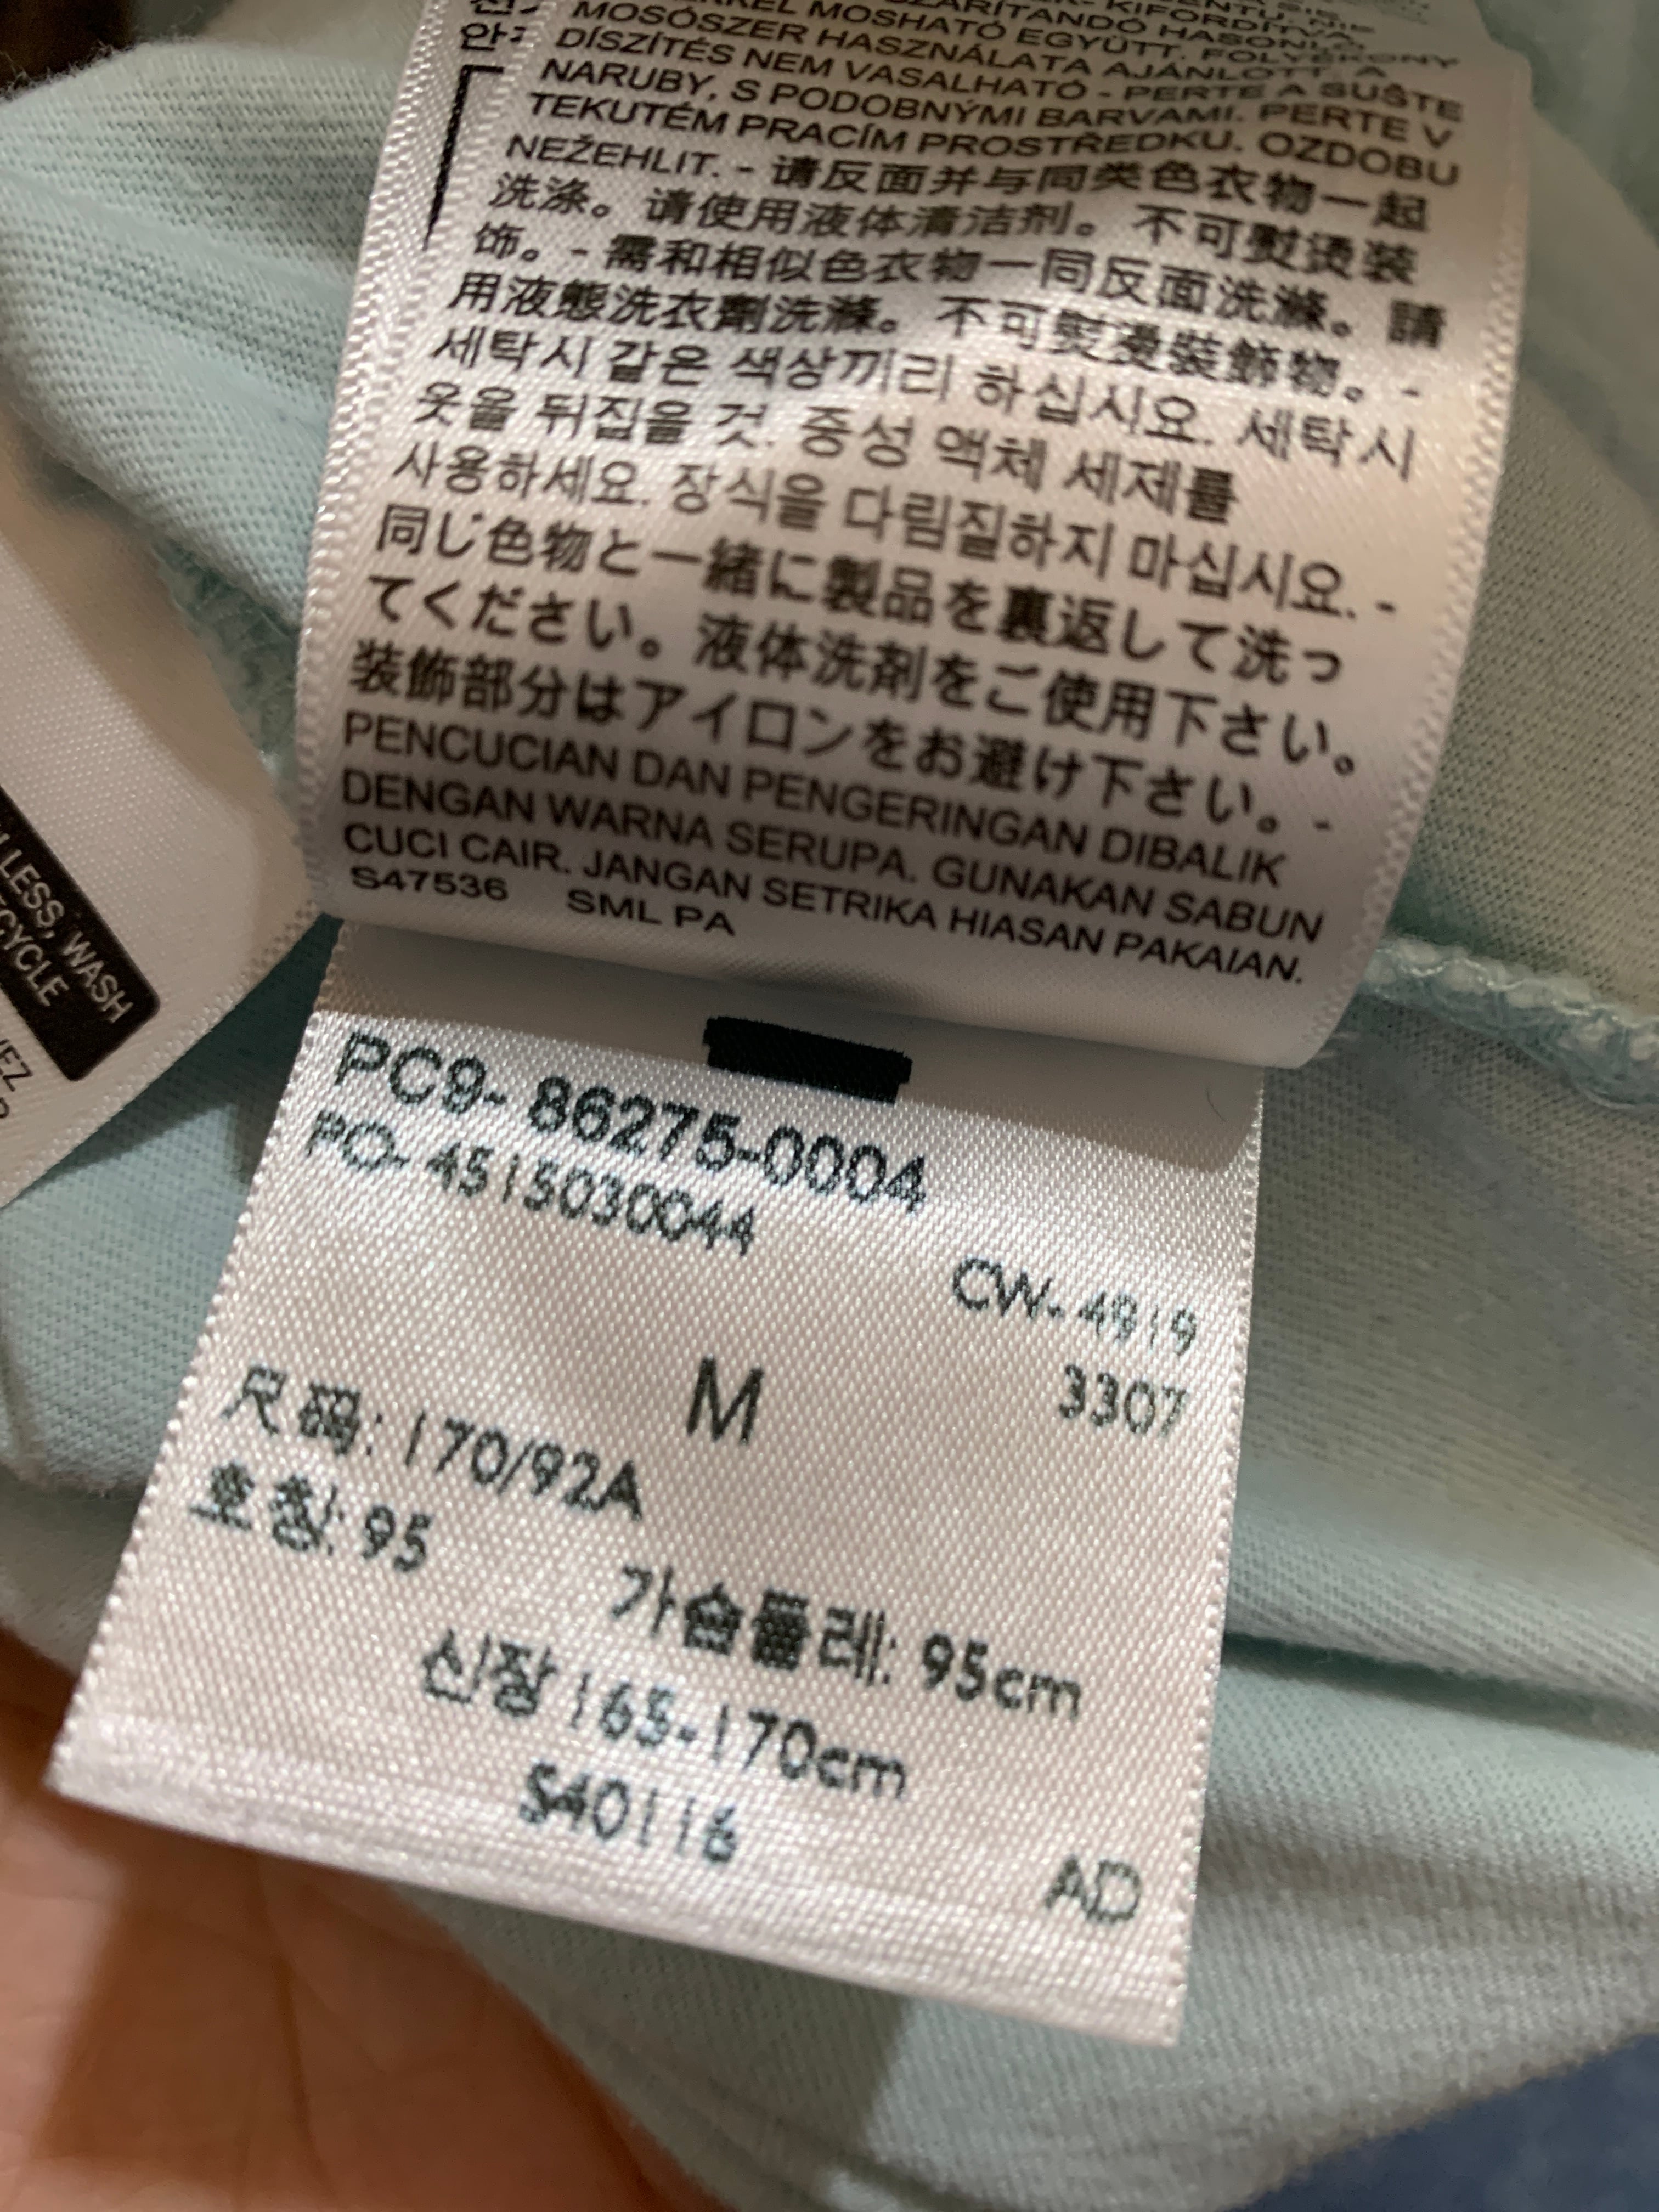 안
MOSHATÓ EGYÜTT. FOLYÉKONY
MOSÓSZER HASZNÁLATA AJÁNLOTT. A
DÍSZÍTÉS NEM VASALHATÓ - PERTE A SUŠTE
NARUBY, S PODOBNÝMI BARVAMI. PERTE V
TEKUTÉM PRACÍM PROSTŘEDKU. OZDOBU
NEŽEHLIT. - 请反面并与同类色衣物一起
洗涤。请使用液体清洁剂。不可熨烫装
饰。- 需和相似色衣物一同反面洗滌。請
用液態洗衣劑洗滌。不可熨燙裝飾物。-
세탁시 같은 색상끼리 하십시요. 세탁시
옷을 뒤집을 것. 중성 액체 세제를
사용하세요. 장식을 다림질하지 마십시요. -
同じ色物と一緒に製品を裏返して洗っ
てください。液体洗剤をご使用下さい。
装飾部分はアイロンをお避け下さい。-
PENCUCIAN DAN PENGERINGAN DIBALIK
DENGAN WARNA SERUPA. GUNAKAN SABUN
CUCI CAIR. JANGAN SETRIKA HIASAN PAKAIAN.
S47536 SML PA
LESS, WASH
PC9- 86275-0004
PO- 4515030044
CW- 4919
3307
M
尺码: 170/92A
호칭: 95
가슴둘레: 95cm
신장 165-170cm
S40116
AD